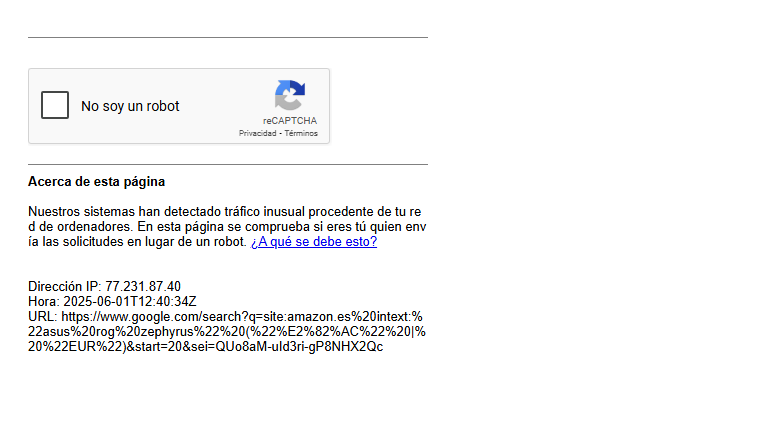 No soy un robot
reCAPTCHA
Privacidad - Términos
Acerca de esta página
Nuestros sistemas han detectado tráfico inusual procedente de tu re
d de ordenadores. En esta página se comprueba si eres tú quien env
ía las solicitudes en lugar de un robot. ¿A qué se debe esto?
Dirección IP: 77.231.87.40
Hora: 2025-06-01T12:40:34Z
URL: https://www.google.com/search?q=site:amazon.es%20intext:%
22asus%20rog%20zephyrus%22%20(%22%E2%82%AC%22%20|%
20%22EUR%22)&start=20&sei=QUo8aM-uId3ri-gP8NHX2Qc